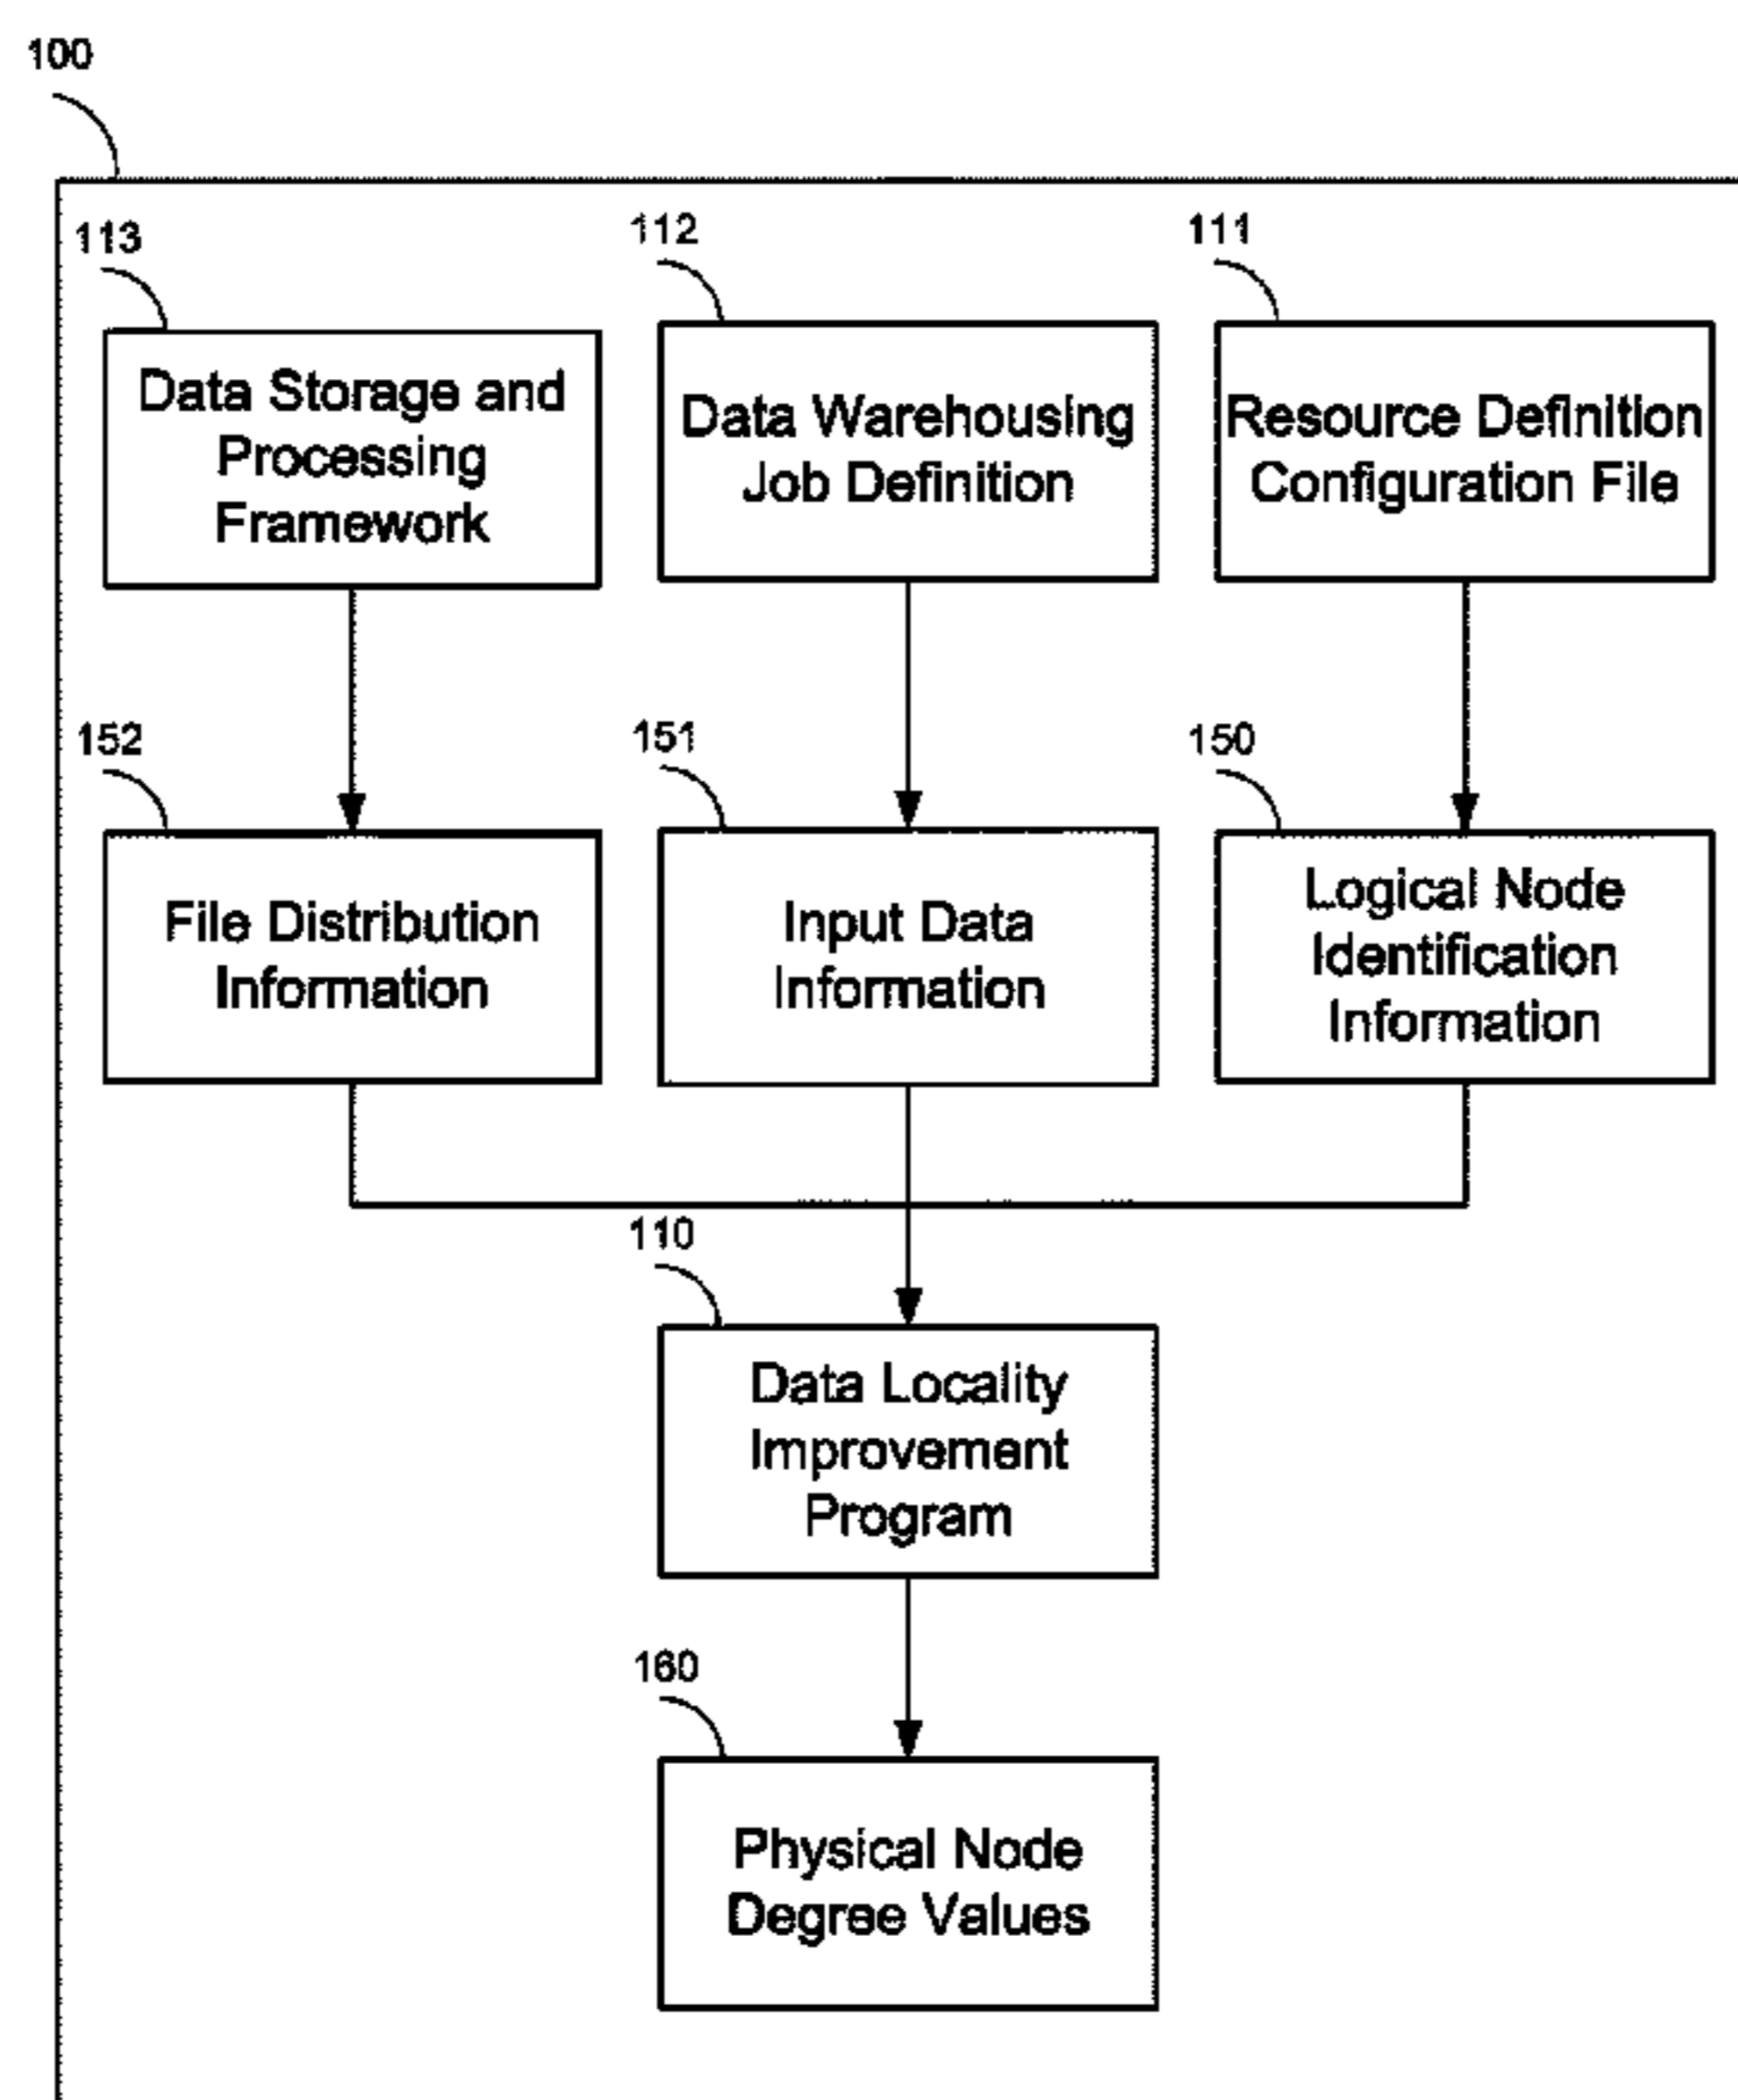 100
113
112
111
Data Storage and
Processing
Framework
Data Warehousing
Job Definition
Resource Definition
Configuration File
152
151
150
File Distribution
Information
Input Data
Information
Logical Node
Identification
Information
110
Data Locality
Improvement
Program
160
Physical Node
Degree Values